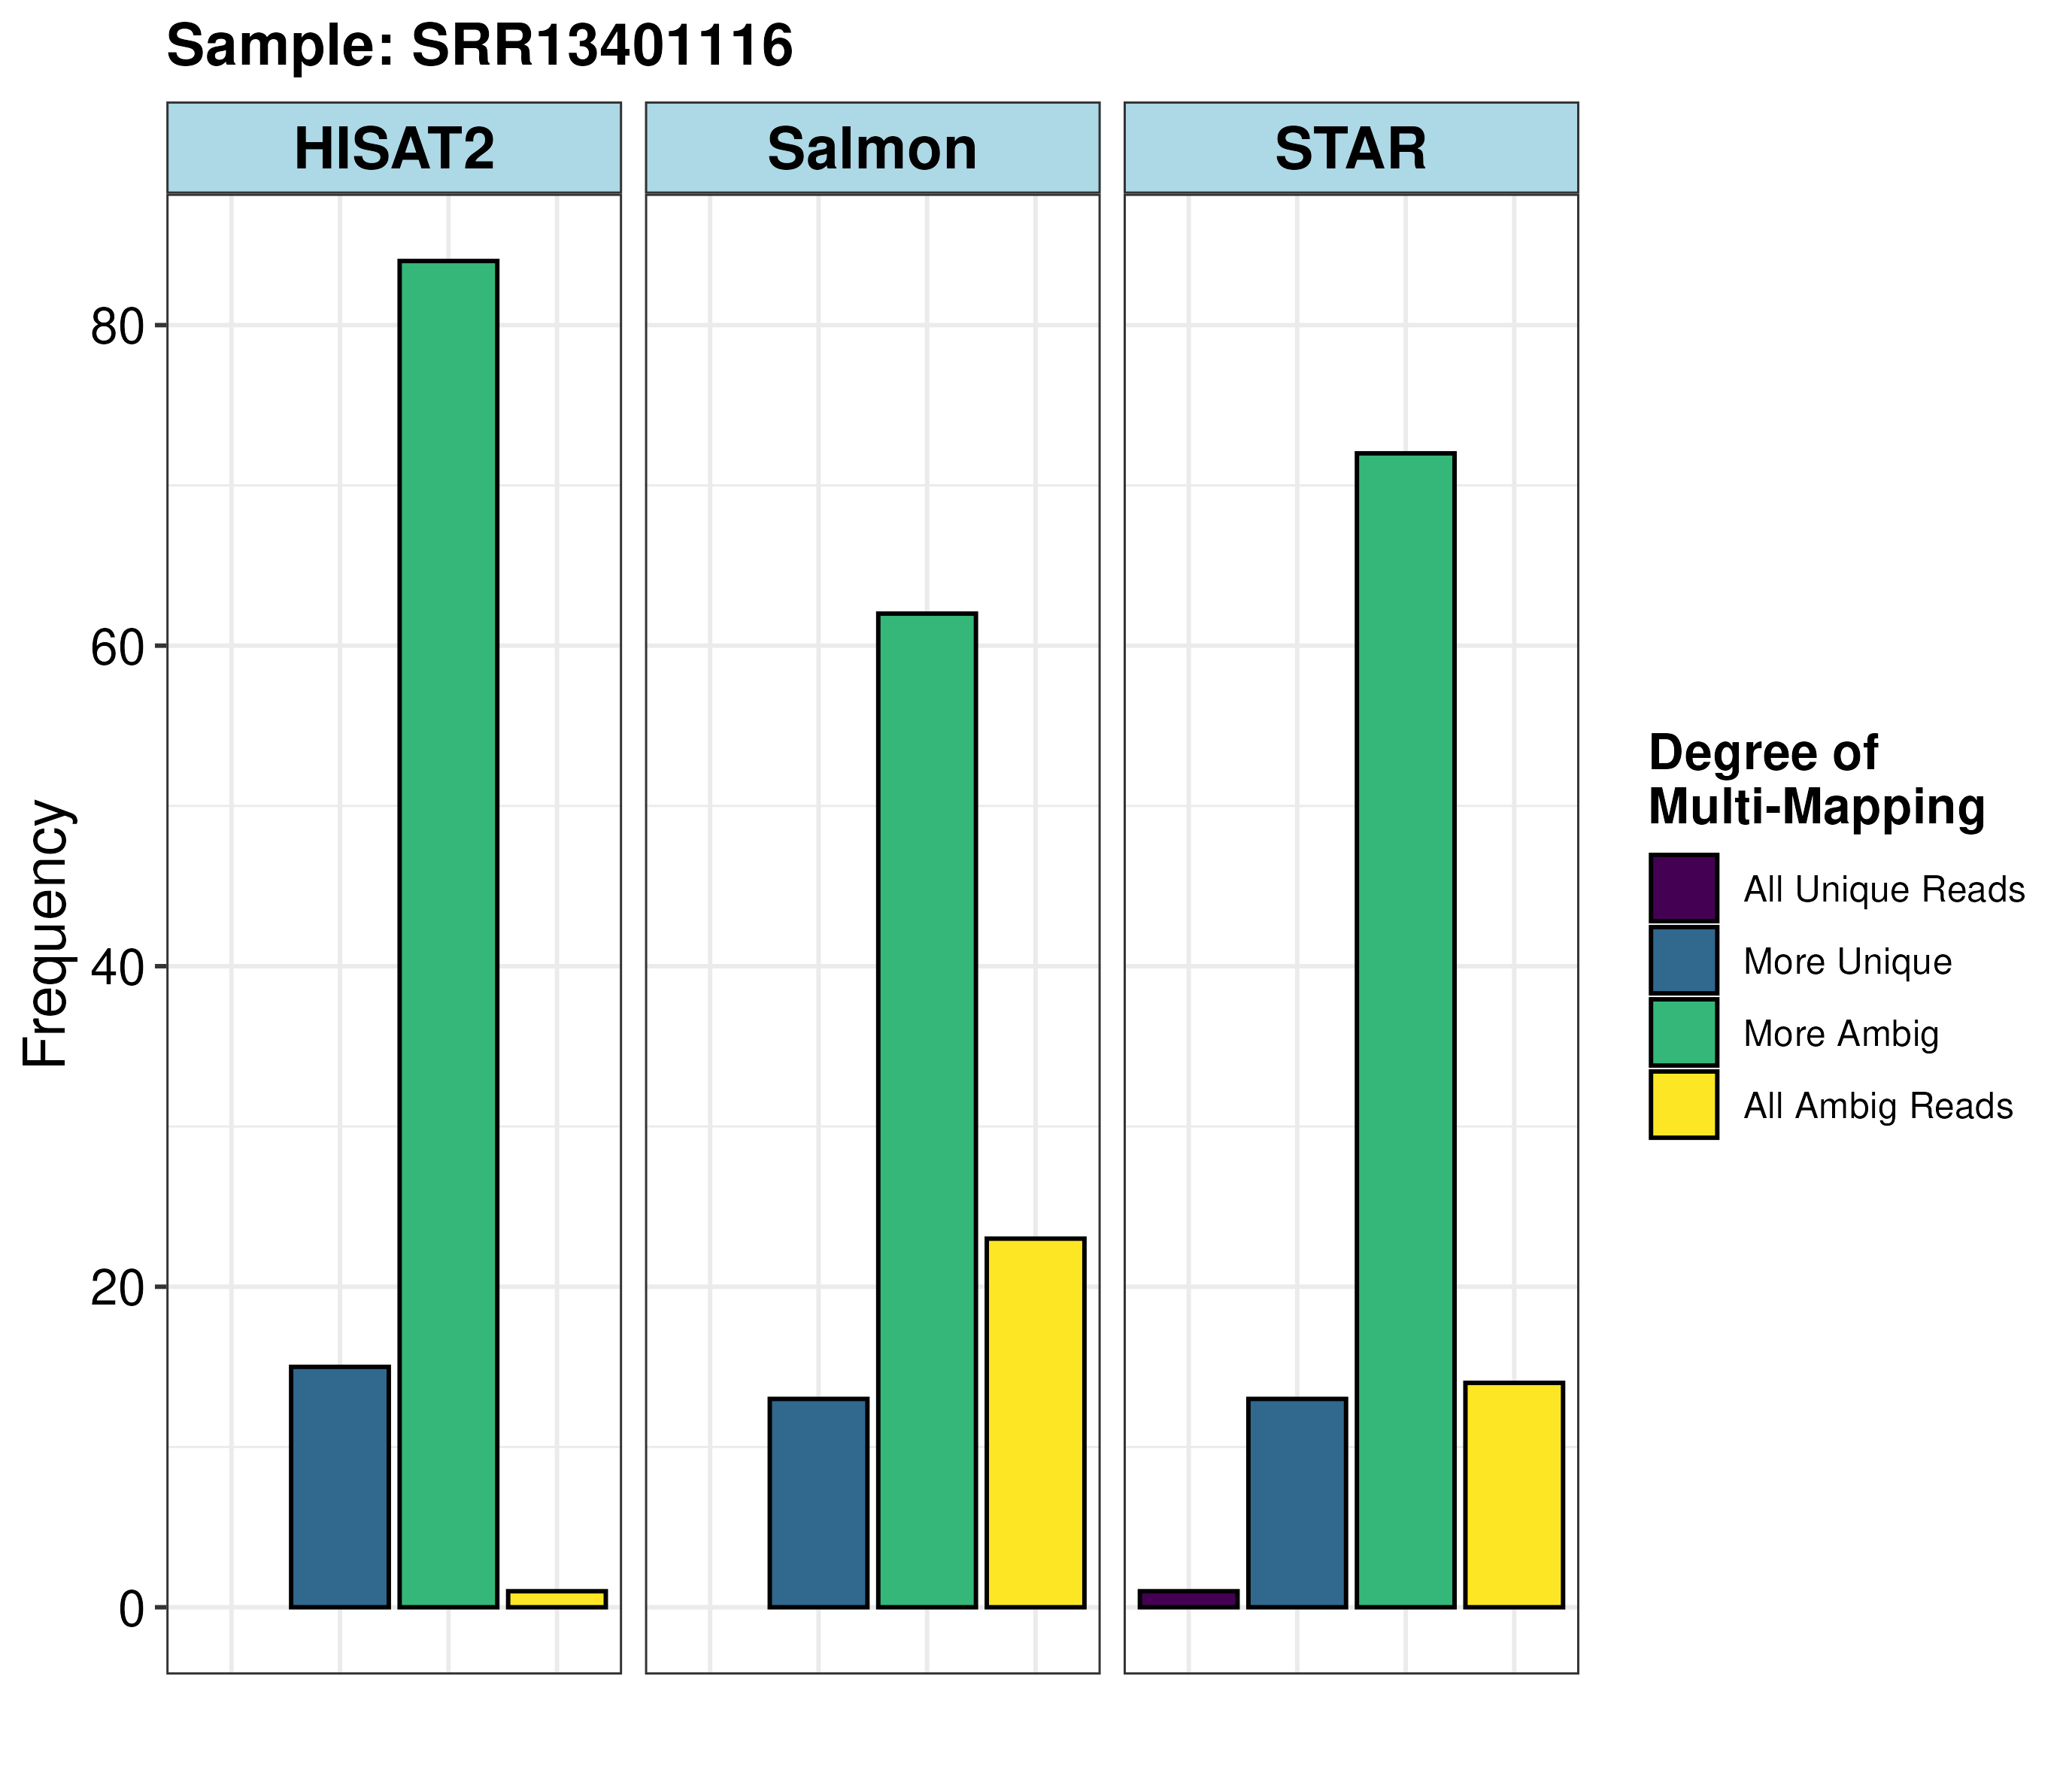 Sample: SRR13401116
HISAT2
Salmon
STAR
80
60
40
20
0
Frequency
Degree of
Multi-Mapping
All Unique Reads
More Unique
More Ambig
All Ambig Reads